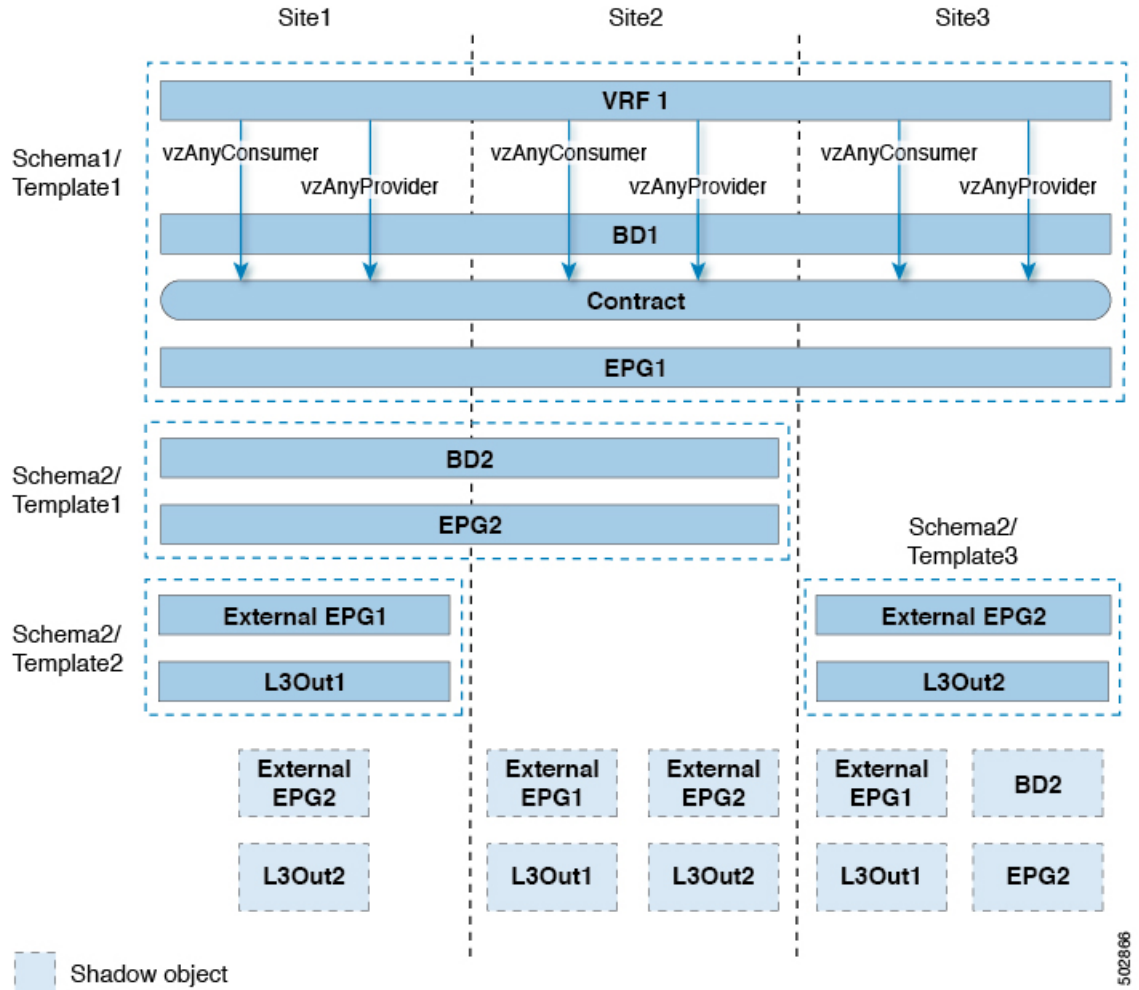 Site1
Site2
Site3
Schema1/
Template1
VRF 1
vzAnyConsumer
vzAnyProvider
vzAnyConsumer
vzAnyProvider
vzAnyConsumer
vzAnyProvider
BD1
Contract
EPG1
Schema2/
Template1
BD2
EPG2
Schema2/
Template3
Schema2/
Template2
External EPG1
L3Out1
External EPG2
L3Out2
External
EPG2
External
EPG1
External
EPG2
External
EPG1
BD2
L3Out2
L3Out1
L3Out2
L3Out1
EPG2
Shadow object
502866